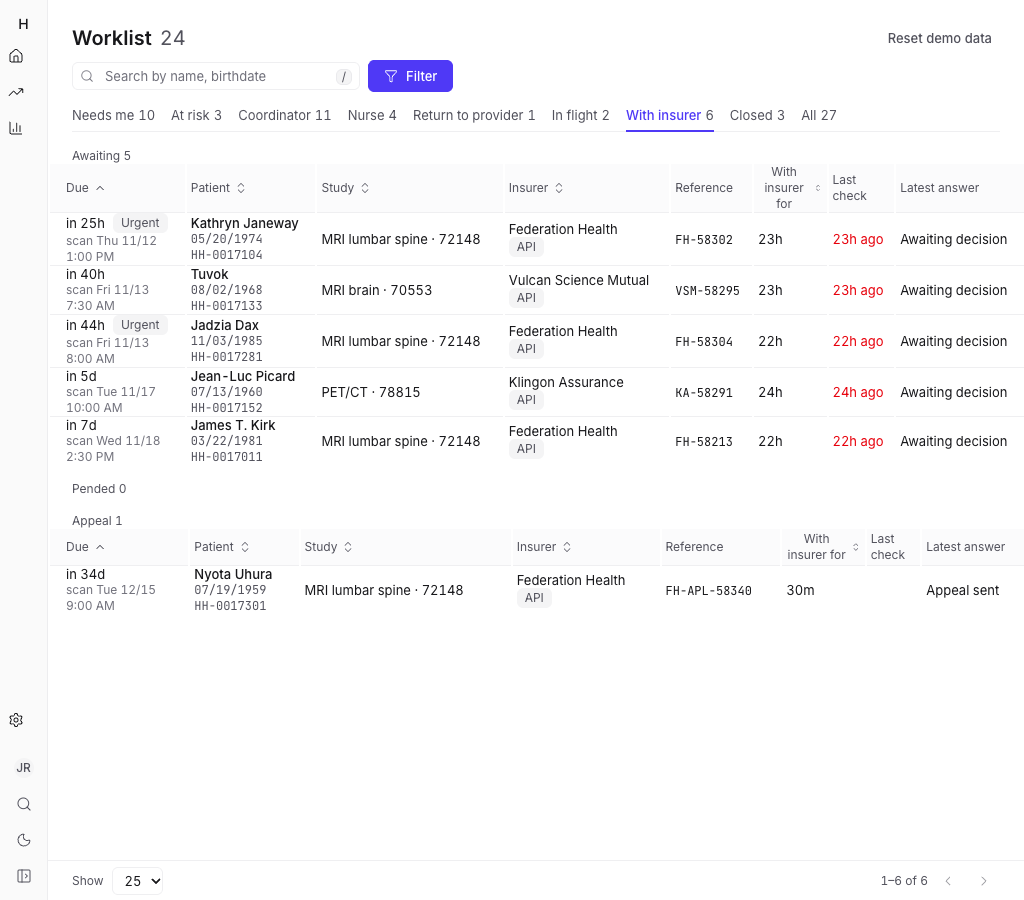 H
Worklist 24
Reset demo data
Search by name, birthdate /
Filter
Needs me 10 At risk 3 Coordinator 11 Nurse 4 Return to provider 1 In flight 2 With insurer 6 Closed 3 All 27
Awaiting 5
Due Patient Study Insurer Reference With insurer for Last check Latest answer
in 25h Urgent
scan Thu 11/12
1:00 PM
Kathryn Janeway
05/20/1974
HH-0017104
MRI lumbar spine · 72148
Federation Health
API
FH-58302
23h
23h ago
Awaiting decision
in 40h
scan Fri 11/13
7:30 AM
Tuvok
08/02/1968
HH-0017133
MRI brain · 70553
Vulcan Science Mutual
API
VSM-58295
23h
23h ago
Awaiting decision
in 44h Urgent
scan Fri 11/13
8:00 AM
Jadzia Dax
11/03/1985
HH-0017281
MRI lumbar spine · 72148
Federation Health
API
FH-58304
22h
22h ago
Awaiting decision
in 5d
scan Tue 11/17
10:00 AM
Jean-Luc Picard
07/13/1960
HH-0017152
PET/CT · 78815
Klingon Assurance
API
KA-58291
24h
24h ago
Awaiting decision
in 7d
scan Wed 11/18
2:30 PM
James T. Kirk
03/22/1981
HH-0017011
MRI lumbar spine · 72148
Federation Health
API
FH-58213
22h
22h ago
Awaiting decision
Pended 0
Appeal 1
Due Patient Study Insurer Reference With insurer for Last check Latest answer
in 34d
scan Tue 12/15
9:00 AM
Nyota Uhura
07/19/1959
HH-0017301
MRI lumbar spine · 72148
Federation Health
API
FH-APL-58340
30m
Appeal sent
JR
Show 25
1–6 of 6